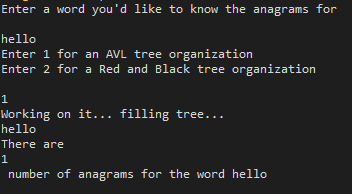 Enter a word you'd like to know the anagrams for
hello
Enter 1 for an AVL tree organization
Enter 2 for a Red and Black tree organization
1
Working on it... filling tree...
hello
There are
1
number of anagrams for the word hello